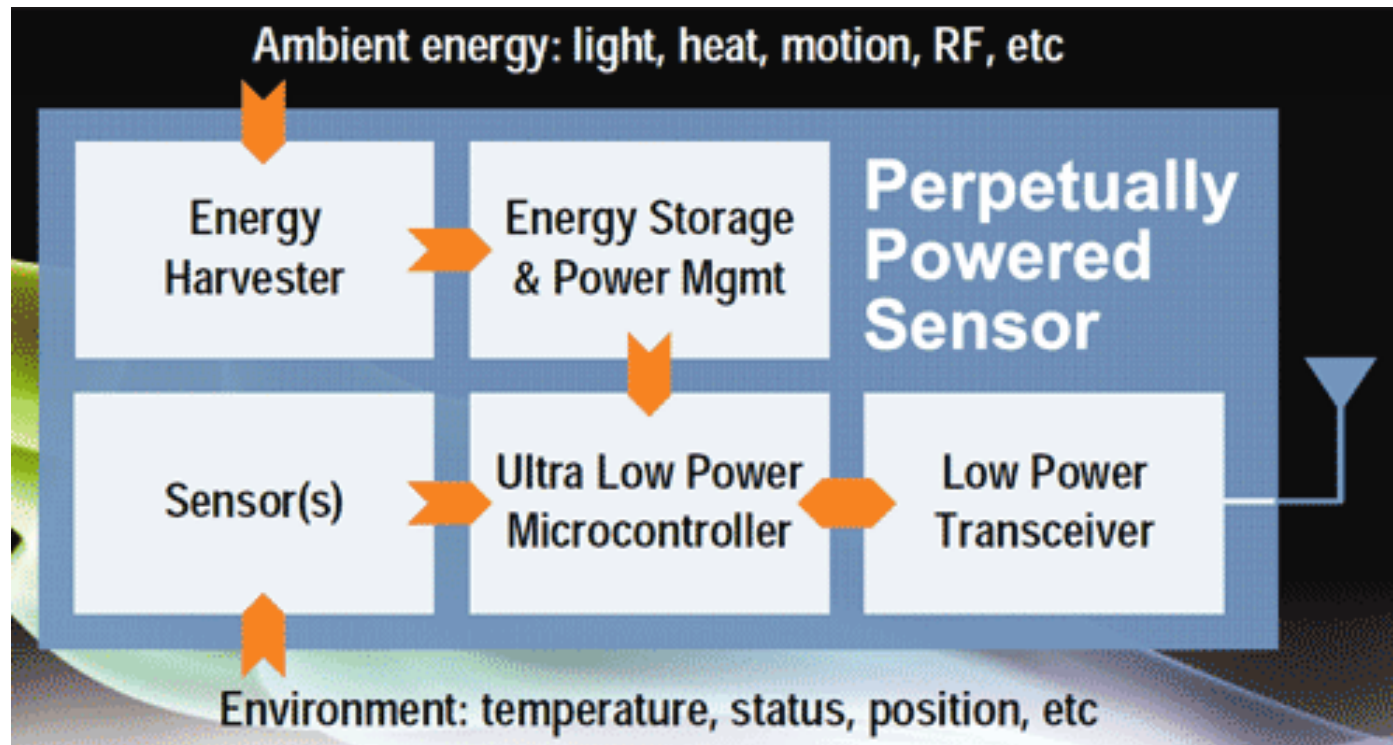 Ambient energy: light, heat, motion, RF, etc
Energy
Harvester
Energy Storage
& Power Mgmt
Perpetually
Powered
Sensor
Sensor(s)
Ultra Low Power
Microcontroller
Low Power
Transceiver
Environment: temperature, status, position, etc